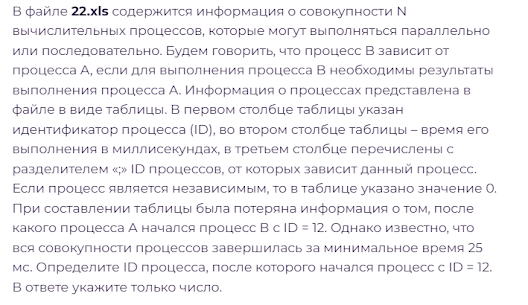 В файле 22.xls содержится информация о совокупности N
вычислительных процессов, которые могут выполняться параллельно
или последовательно. Будем говорить, что процесс B зависит от
процесса A, если для выполнения процесса B необходимы результаты
выполнения процесса A. Информация о процессах представлена в
файле в виде таблицы. В первом столбце таблицы указан
идентификатор процесса (ID), во втором столбце таблицы – время его
выполнения в миллисекундах, в третьем столбце перечислены с
разделителем «;» ID процессов, от которых зависит данный процесс.
Если процесс является независимым, то в таблице указано значение 0.
При составлении таблицы была потеряна информация о том, после
какого процесса A начался процесс B с ID = 12. Однако известно, что
вся совокупности процессов завершилась за минимальное время 25
мс. Определите ID процесса, после которого начался процесс с ID = 12.
В ответе укажите только число.